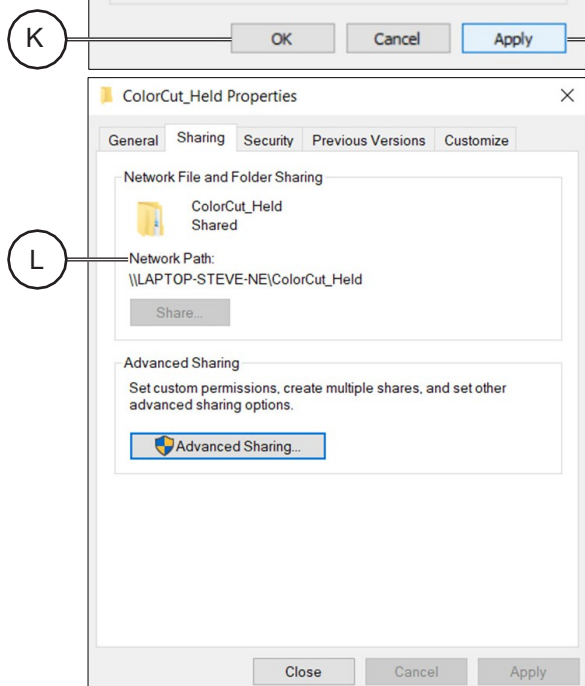 K
OK Cancel Apply
ColorCut_Held Properties
General Sharing Security Previous Versions Customize
Network File and Folder Sharing
ColorCut_Held
Shared
L
Network Path:
\\LAPTOP-STEVE-NE\ColorCut_Held
Share...
Advanced Sharing
Set custom permissions, create multiple shares, and set other
advanced sharing options.
Advanced Sharing...
Close Cancel Apply